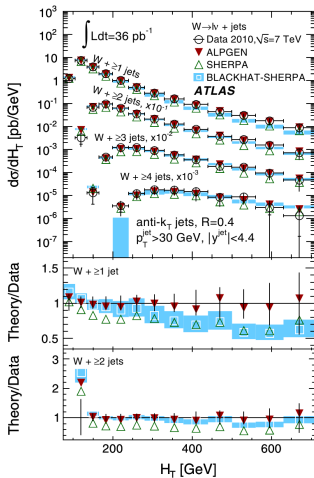 ∫Ldt=36 pb⁻¹
W→lν + jets
Data 2010, √s=7 TeV
ALPGEN
SHERPA
BLACKHAT-SHERPA
ATLAS
W + ≥1 jets
W + ≥2 jets, x10⁻¹
W + ≥3 jets, x10⁻²
W + ≥4 jets, x10⁻³
anti-k_T jets, R=0.4
p_T^jet>30 GeV, |y^jet|<4.4
dσ/dH_T [pb/GeV]
10³
10²
10
1
10⁻¹
10⁻²
10⁻³
10⁻⁴
10⁻⁵
10⁻⁶
10⁻⁷
W + ≥1 jet
Theory/Data
1.5
1
0.5
W + ≥2 jets
Theory/Data
2
1
200 400 600
H_T [GeV]